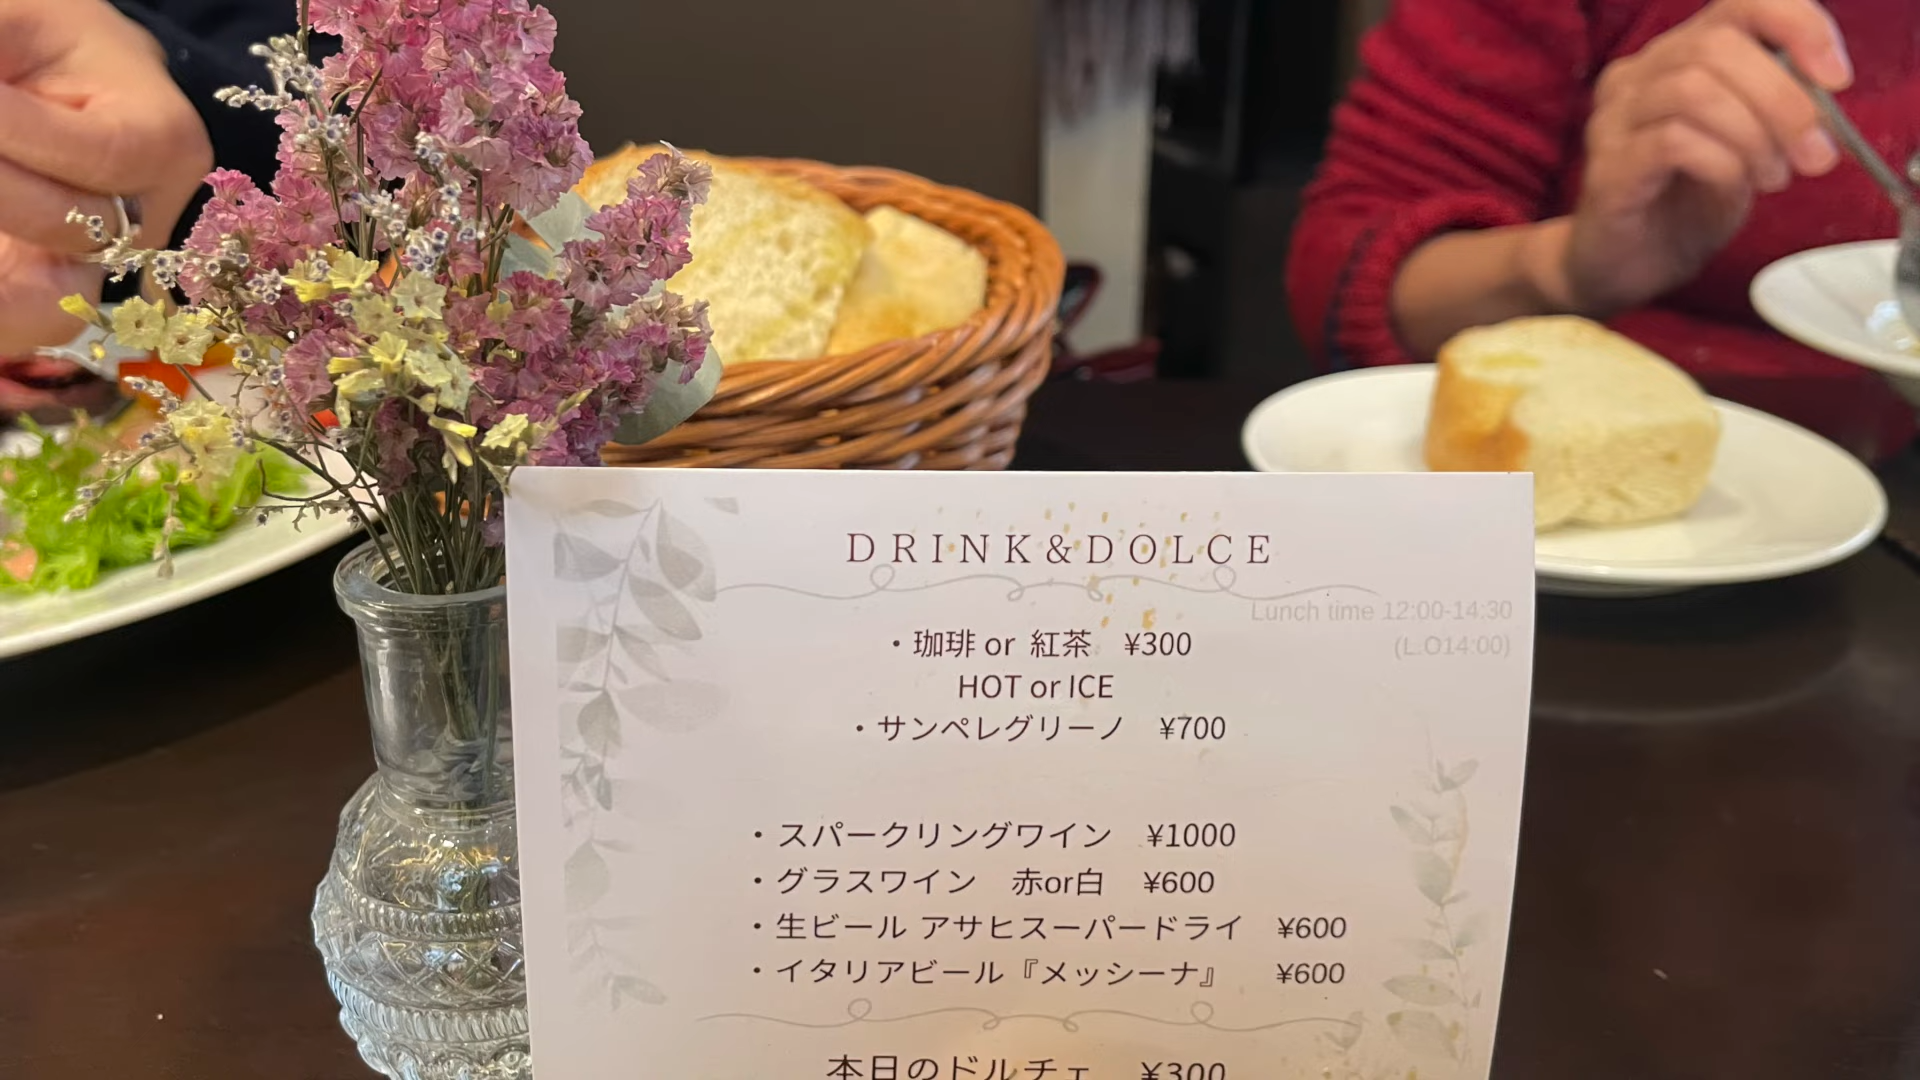 DRINK&DOLCE
Lunch time 12:00-14:30
(L.O14:00)
・珈琲 or 紅茶 ¥300
HOT or ICE
・サンペレグリーノ ¥700
・スパークリングワイン ¥1000
・グラスワイン 赤or白 ¥600
・生ビール アサヒスーパードライ ¥600
・イタリアビール『メッシーナ』 ¥600
本日のドルチェ ¥300